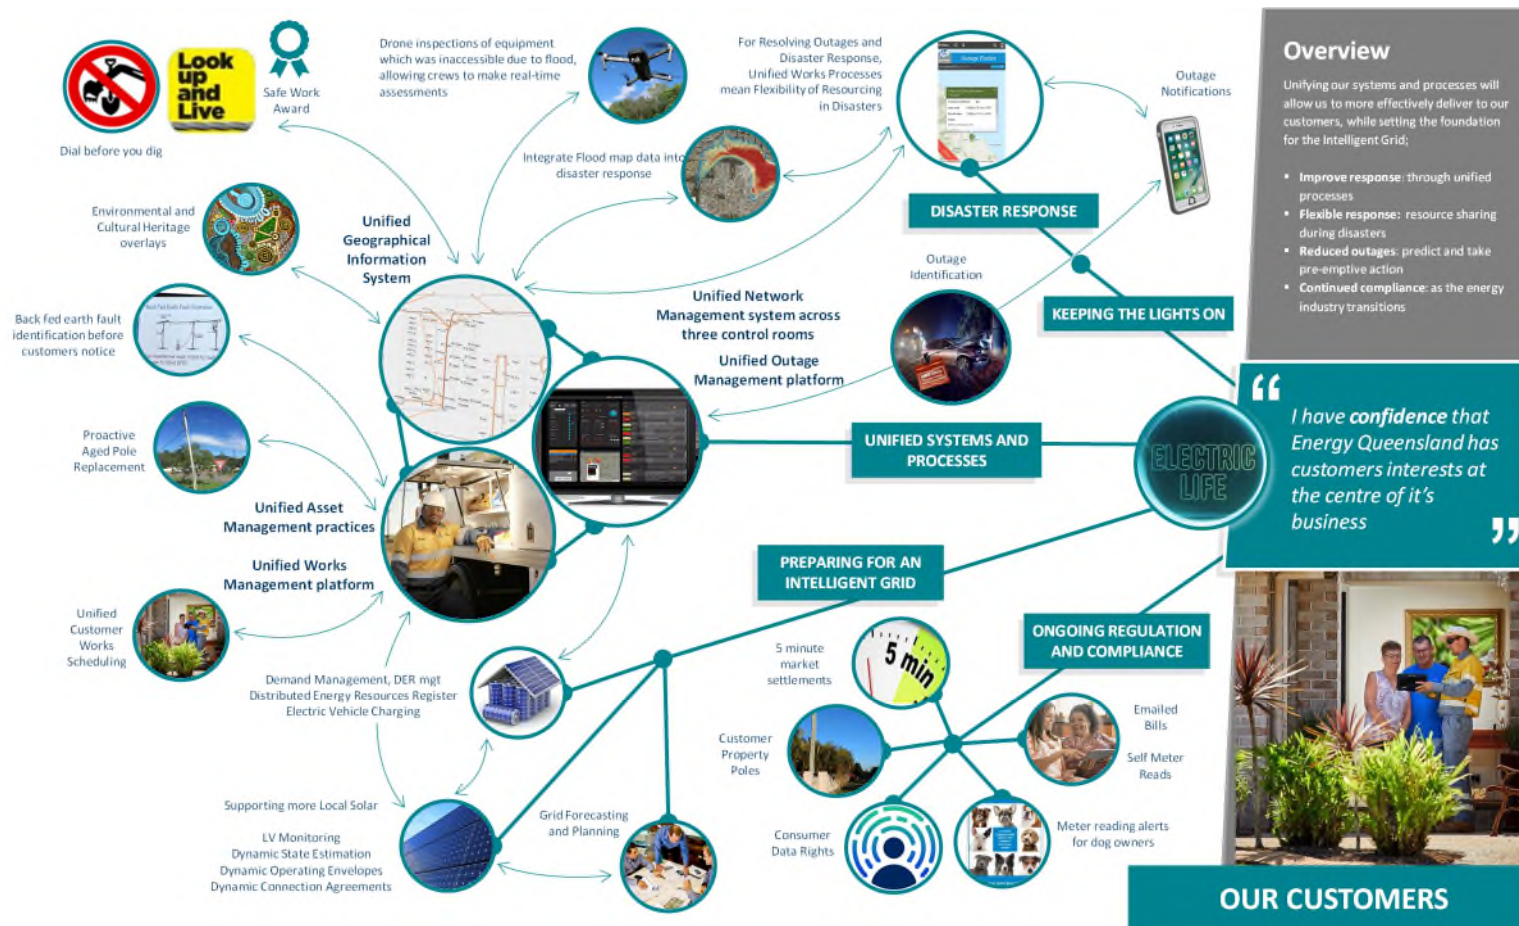 Look
up
and
Live
Safe Work
Award
Dial before you dig
Drone inspections of equipment
which was inaccessible due to flood,
allowing crews to make real-time
assessments
For Resolving Outages and
Disaster Response,
Unified Works Processes
mean Flexibility of Resourcing
in Disasters
Outage
Notifications
Integrate Flood map data into
disaster response
DISASTER RESPONSE
Environmental and
Cultural Heritage
overlays
Unified
Geographical
Information
System
Outage
Identification
Unified Network
Management system across
three control rooms
Unified Outage
Management platform
KEEPING THE LIGHTS ON
Back fed earth fault
identification before
customers notice
Proactive
Aged Pole
Replacement
UNIFIED SYSTEMS AND
PROCESSES
ELECTRIC
LIFE
Unified Asset
Management practices
Unified Works
Management platform
Unified
Customer
Works
Scheduling
PREPARING FOR AN
INTELLIGENT GRID
ONGOING REGULATION
AND COMPLIANCE
Demand Management, DER mgt
Distributed Energy Resources Register
Electric Vehicle Charging
5 minute
market
settlements
5 min
Customer
Property
Poles
Emailed
Bills
Self Meter
Reads
Supporting more Local Solar
LV Monitoring
Dynamic State Estimation
Dynamic Operating Envelopes
Dynamic Connection Agreements
Grid Forecasting
and Planning
Consumer
Data Rights
Meter reading alerts
for dog owners
Overview
Unifying our systems and processes will
allow us to more effectively deliver to our
customers, while setting the foundation
for the Intelligent Grid;
▪ Improve response: through unified
processes
▪ Flexible response: resource sharing
during disasters
▪ Reduced outages: predict and take
pre-emptive action
▪ Continued compliance: as the energy
industry transitions
“
I have confidence that
Energy Queensland has
customers interests at
the centre of it’s
business
”
OUR CUSTOMERS